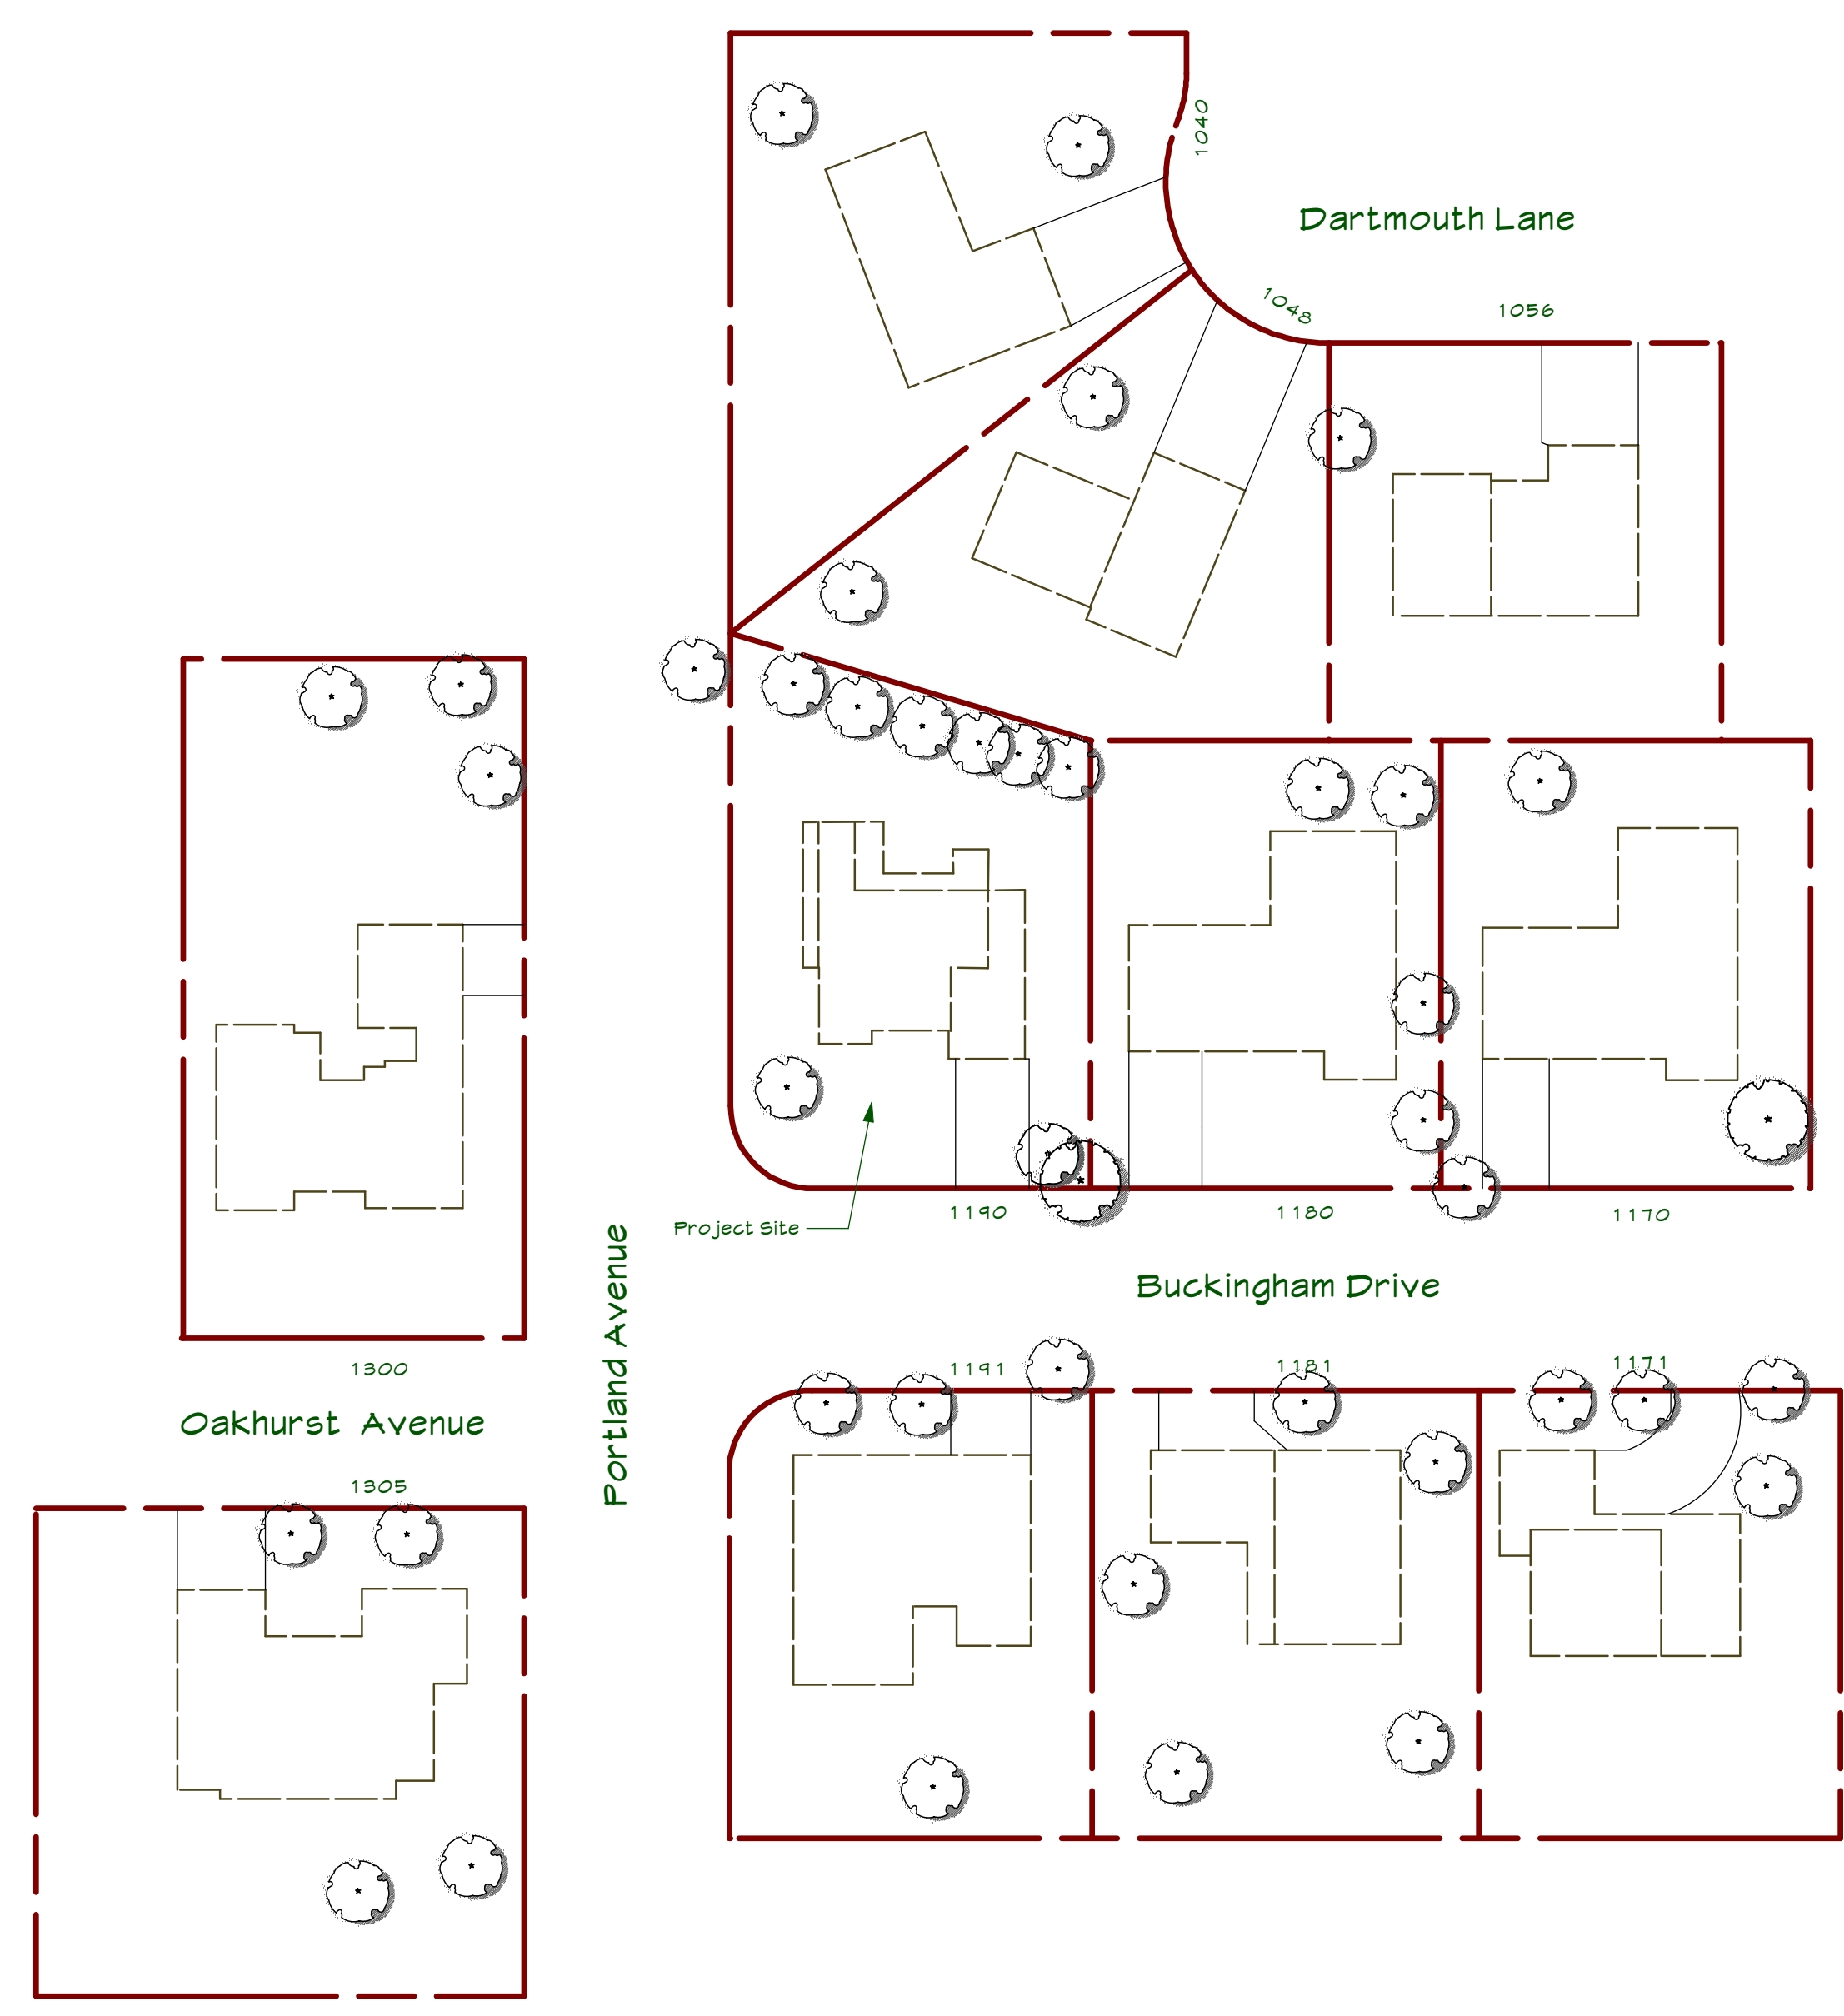 1040
Dartmouth Lane
1048
1056
Project Site
1190
1180
1170
Portland Avenue
Buckingham Drive
1300
1191
1181
1171
Oakhurst Avenue
1305